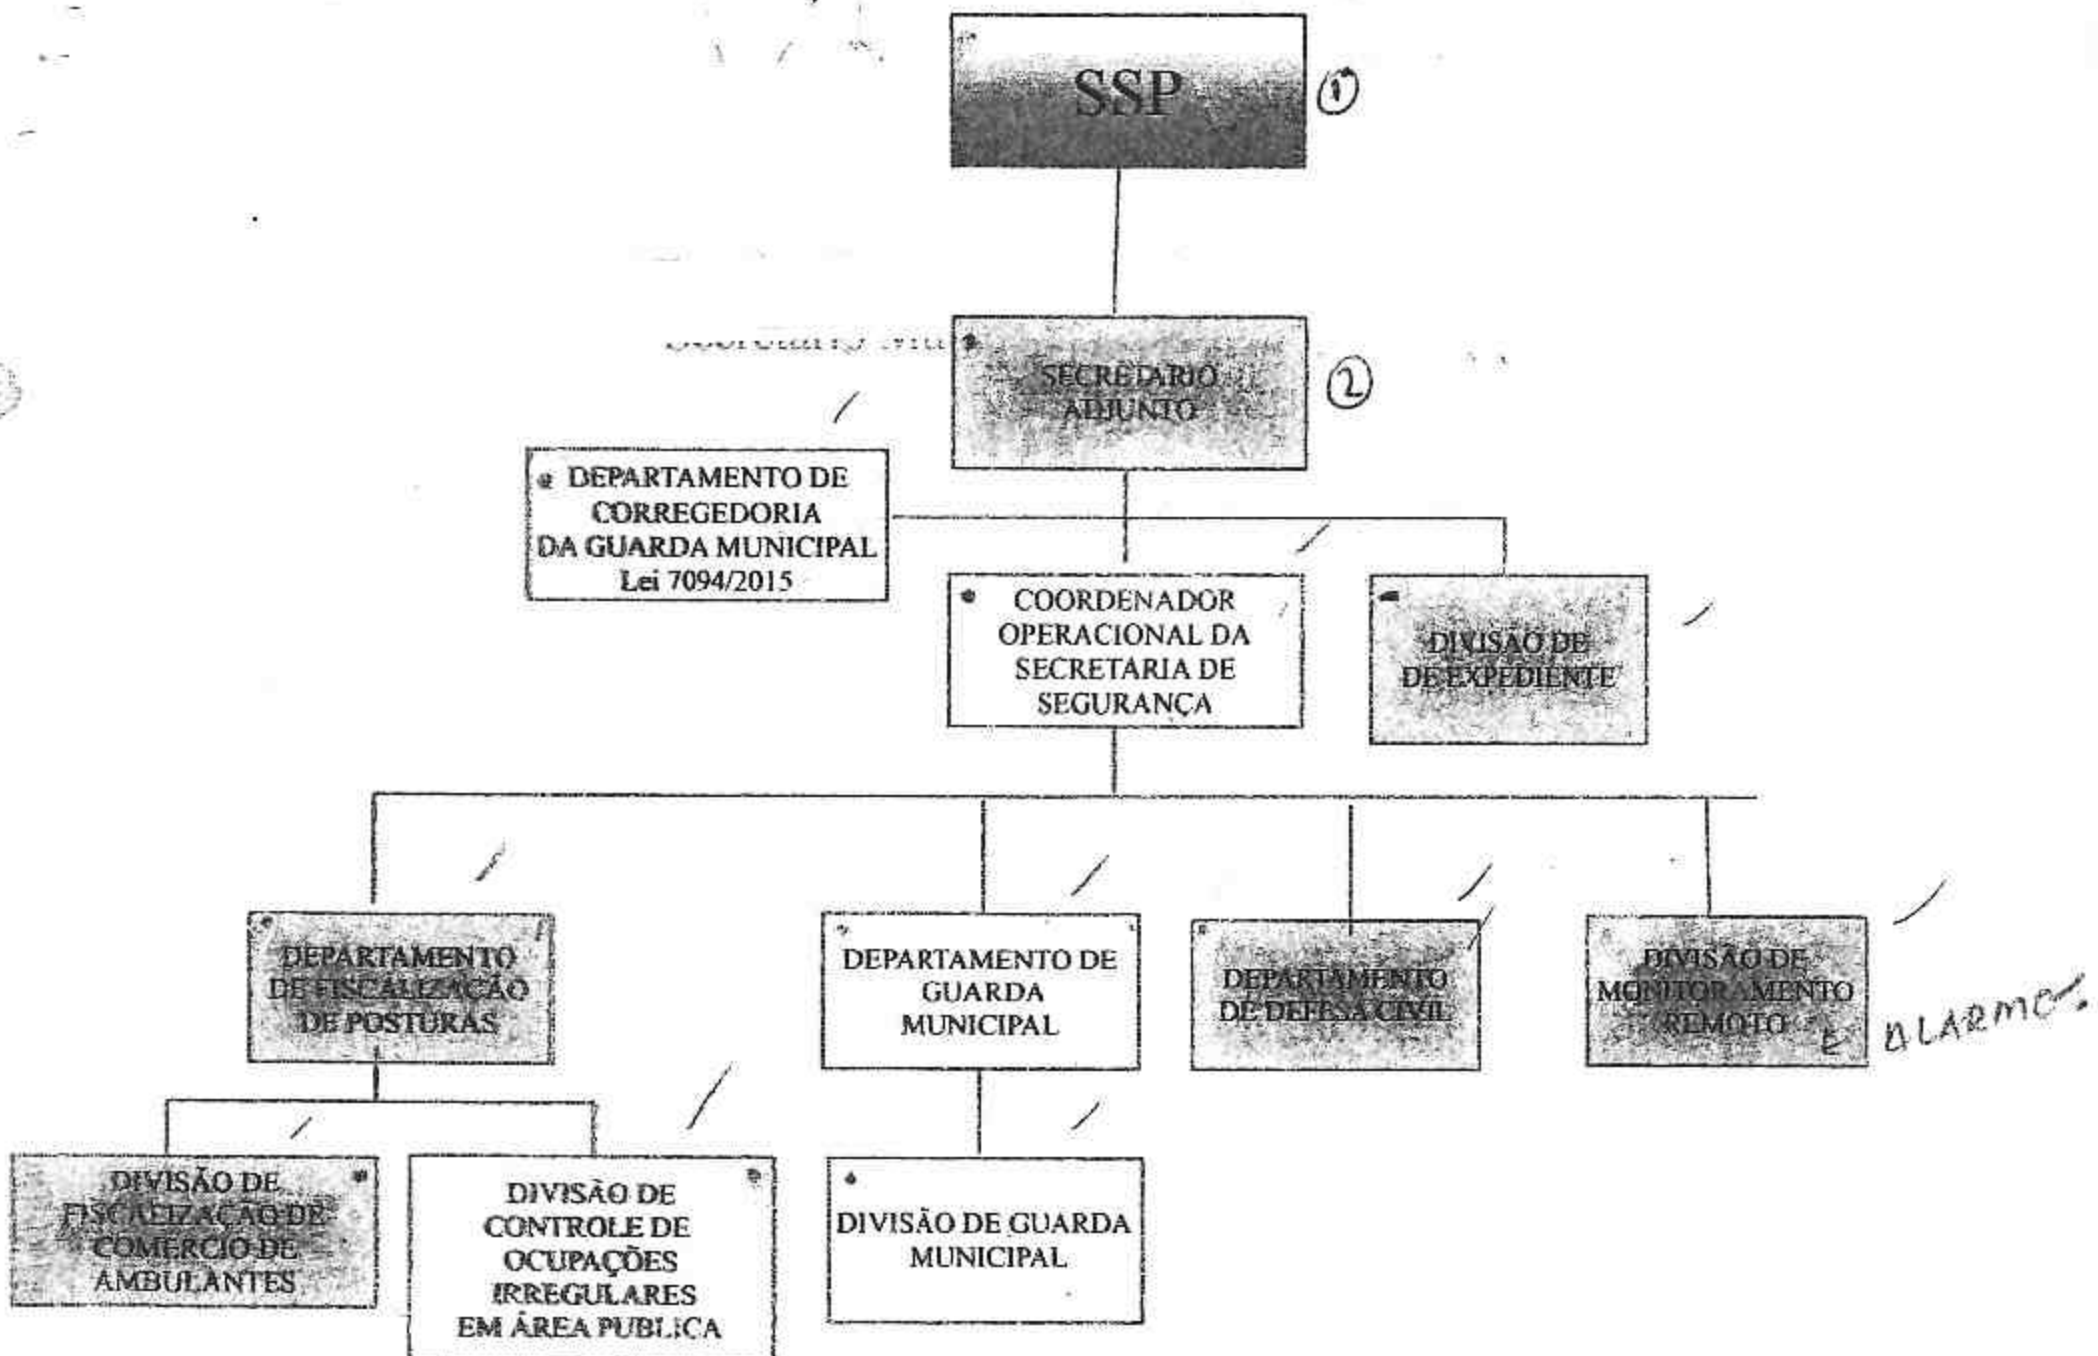 SSP
①
SECRETARIO
ADJUNTO
②
DEPARTAMENTO DE
CORREGEDORIA
DA GUARDA MUNICIPAL
Lei 7094/2015
COORDENADOR
OPERACIONAL DA
SECRETARIA DE
SEGURANÇA
DIVISÃO DE
DE EXPEDIENTE
DEPARTAMENTO
DE FISCALIZAÇÃO
DE POSTURAS
DEPARTAMENTO DE
GUARDA
MUNICIPAL
DEPARTAMENTO
DE DEFESA CIVIL
DIVISÃO DE
MONITORAMENTO
REMOTO
E ALARMES
DIVISÃO DE
FISCALIZAÇÃO DE
COMERCIO DE
AMBULANTES
DIVISÃO DE
CONTROLE DE
OCUPAÇÕES
IRREGULARES
EM ÁREA PUBLICA
DIVISÃO DE GUARDA
MUNICIPAL